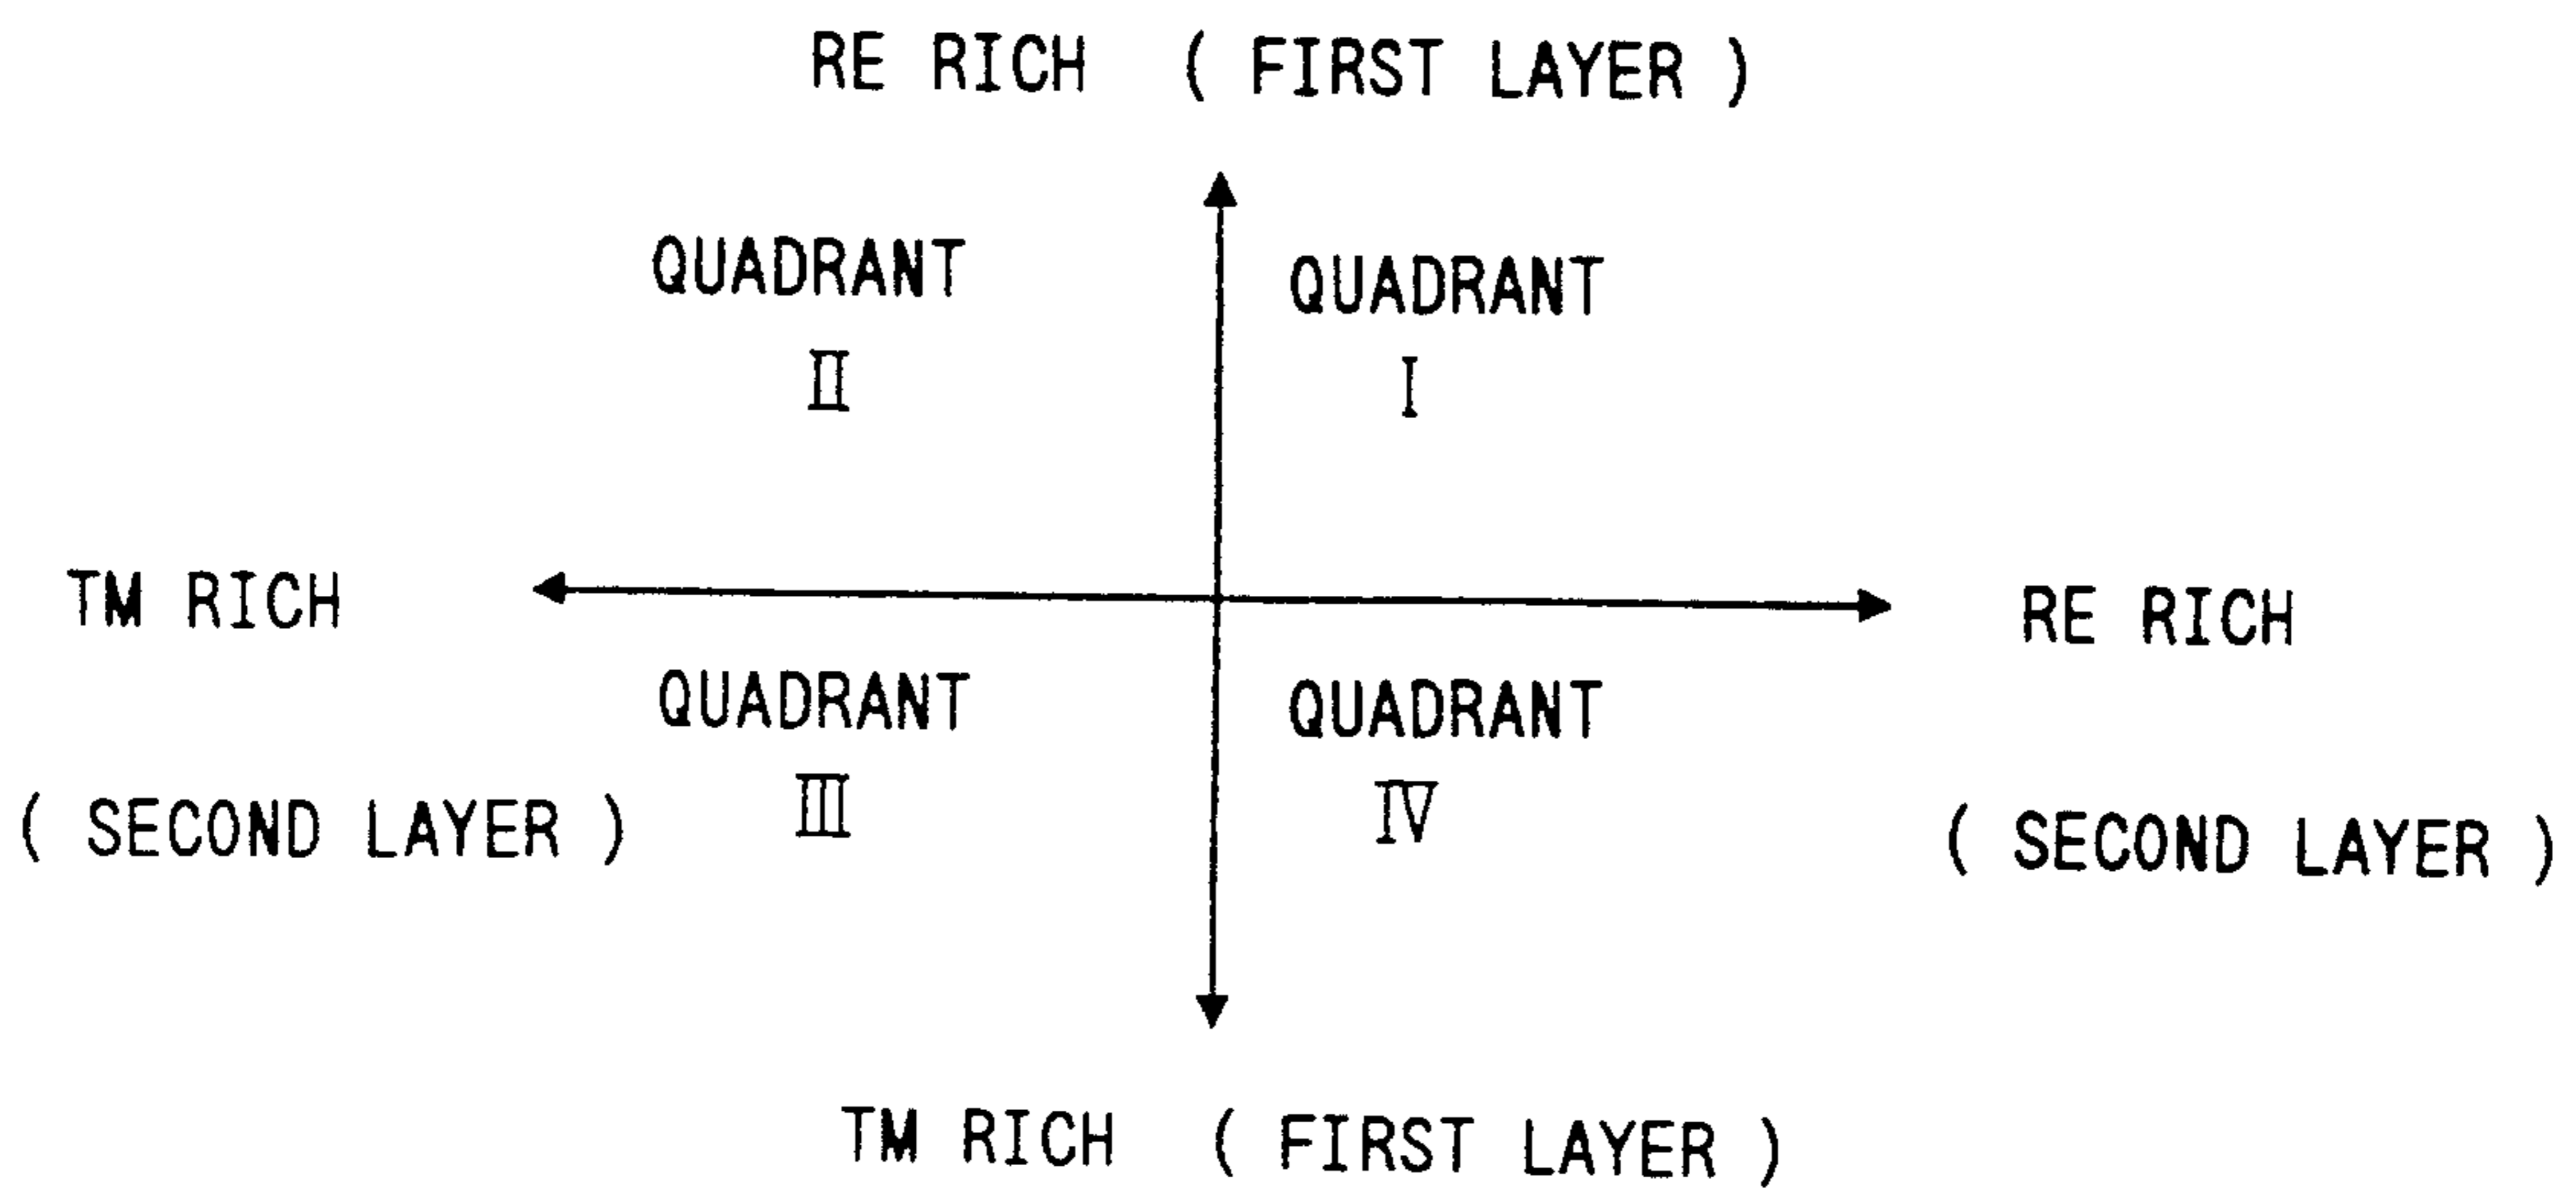 RE RICH ( FIRST LAYER )
QUADRANT
II
QUADRANT
I
TM RICH
( SECOND LAYER )
RE RICH
( SECOND LAYER )
QUADRANT
III
QUADRANT
IV
TM RICH ( FIRST LAYER )